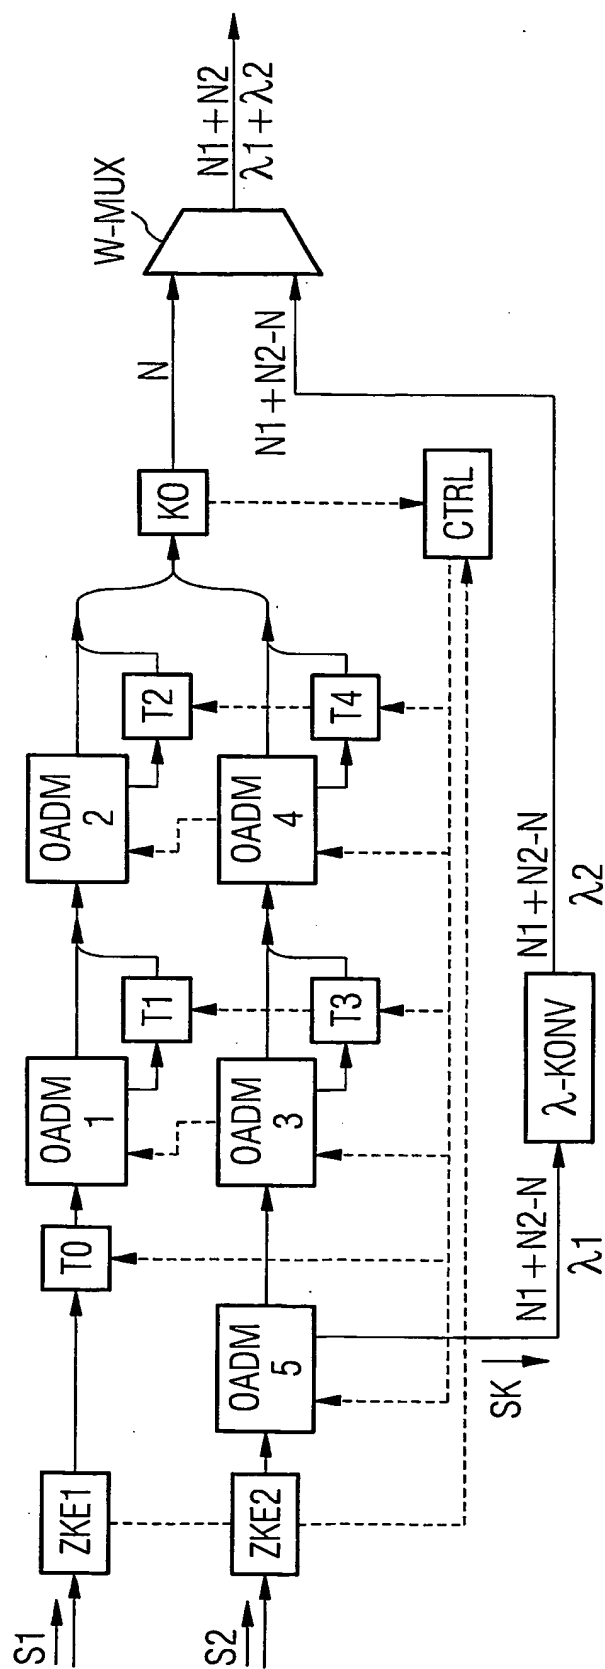 S1
ZKE1
T0
OADM
1
T1
OADM
2
T2
S2
ZKE2
OADM
5
OADM
3
T3
OADM
4
T4
KO
N
W-MUX
N1+N2
λ1+λ2
N1+N2-N
CTRL
SK
N1+N2-N
λ1
λ-KONV
N1+N2-N
λ2